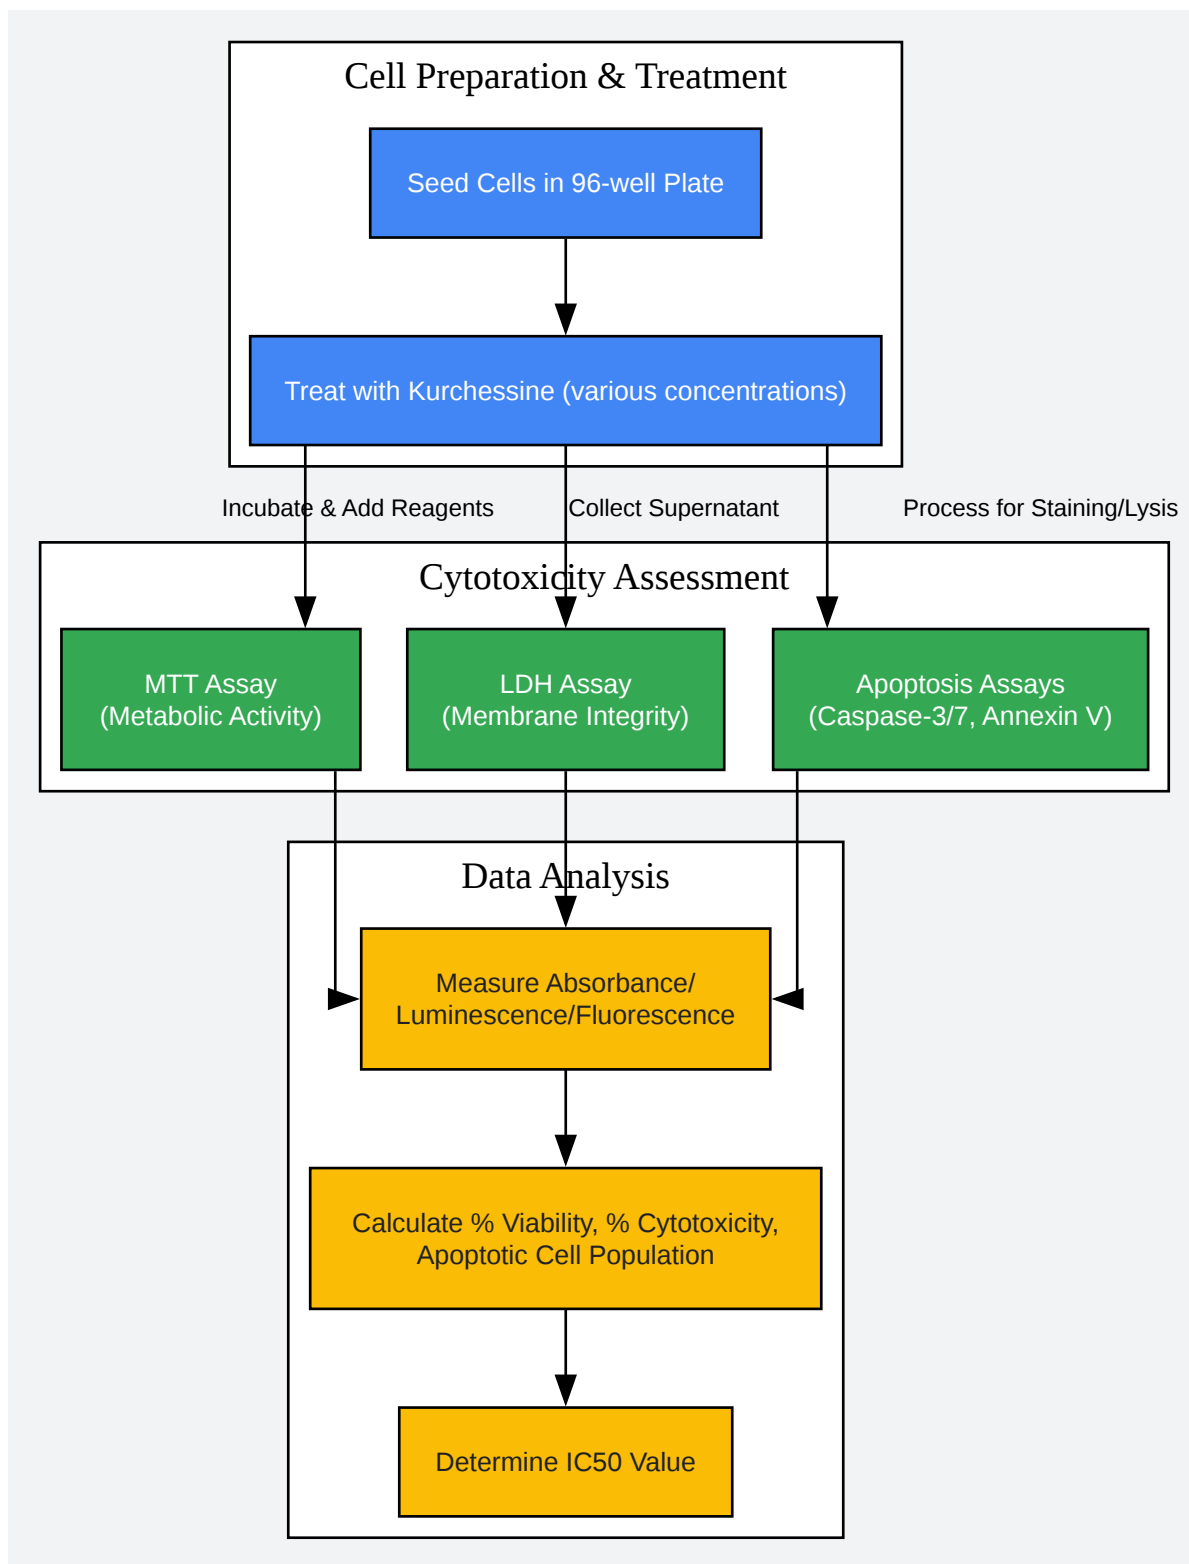 Cell Preparation & Treatment
Seed Cells in 96-well Plate
Treat with Kurchessine (various concentrations)
Incubate & Add Reagents
Collect Supernatant
Process for Staining/Lysis
Cytotoxicity Assessment
MTT Assay
(Metabolic Activity)
LDH Assay
(Membrane Integrity)
Apoptosis Assays
(Caspase-3/7, Annexin V)
Data Analysis
Measure Absorbance/
Luminescence/Fluorescence
Calculate % Viability, % Cytotoxicity,
Apoptotic Cell Population
Determine IC50 Value